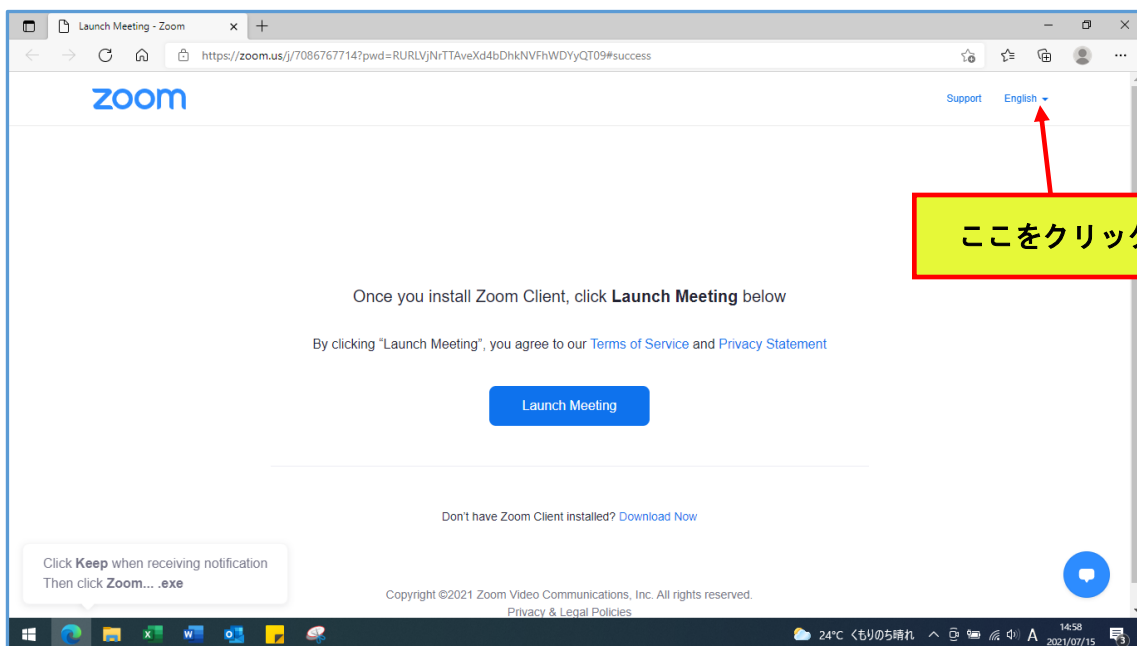 Launch Meeting - Zoom
https://zoom.us/j/7086767714?pwd=RURLVjNrTTAveXd4bDhkNVFhWDYyQT09#success
zoom
Support English
ここをクリック
Once you install Zoom Client, click Launch Meeting below
By clicking “Launch Meeting”, you agree to our Terms of Service and Privacy Statement
Launch Meeting
Don't have Zoom Client installed? Download Now
Click Keep when receiving notification
Then click Zoom... .exe
Copyright ©2021 Zoom Video Communications, Inc. All rights reserved.
Privacy & Legal Policies
24°C くもりのち晴れ
A
14:58
2021/07/15
3